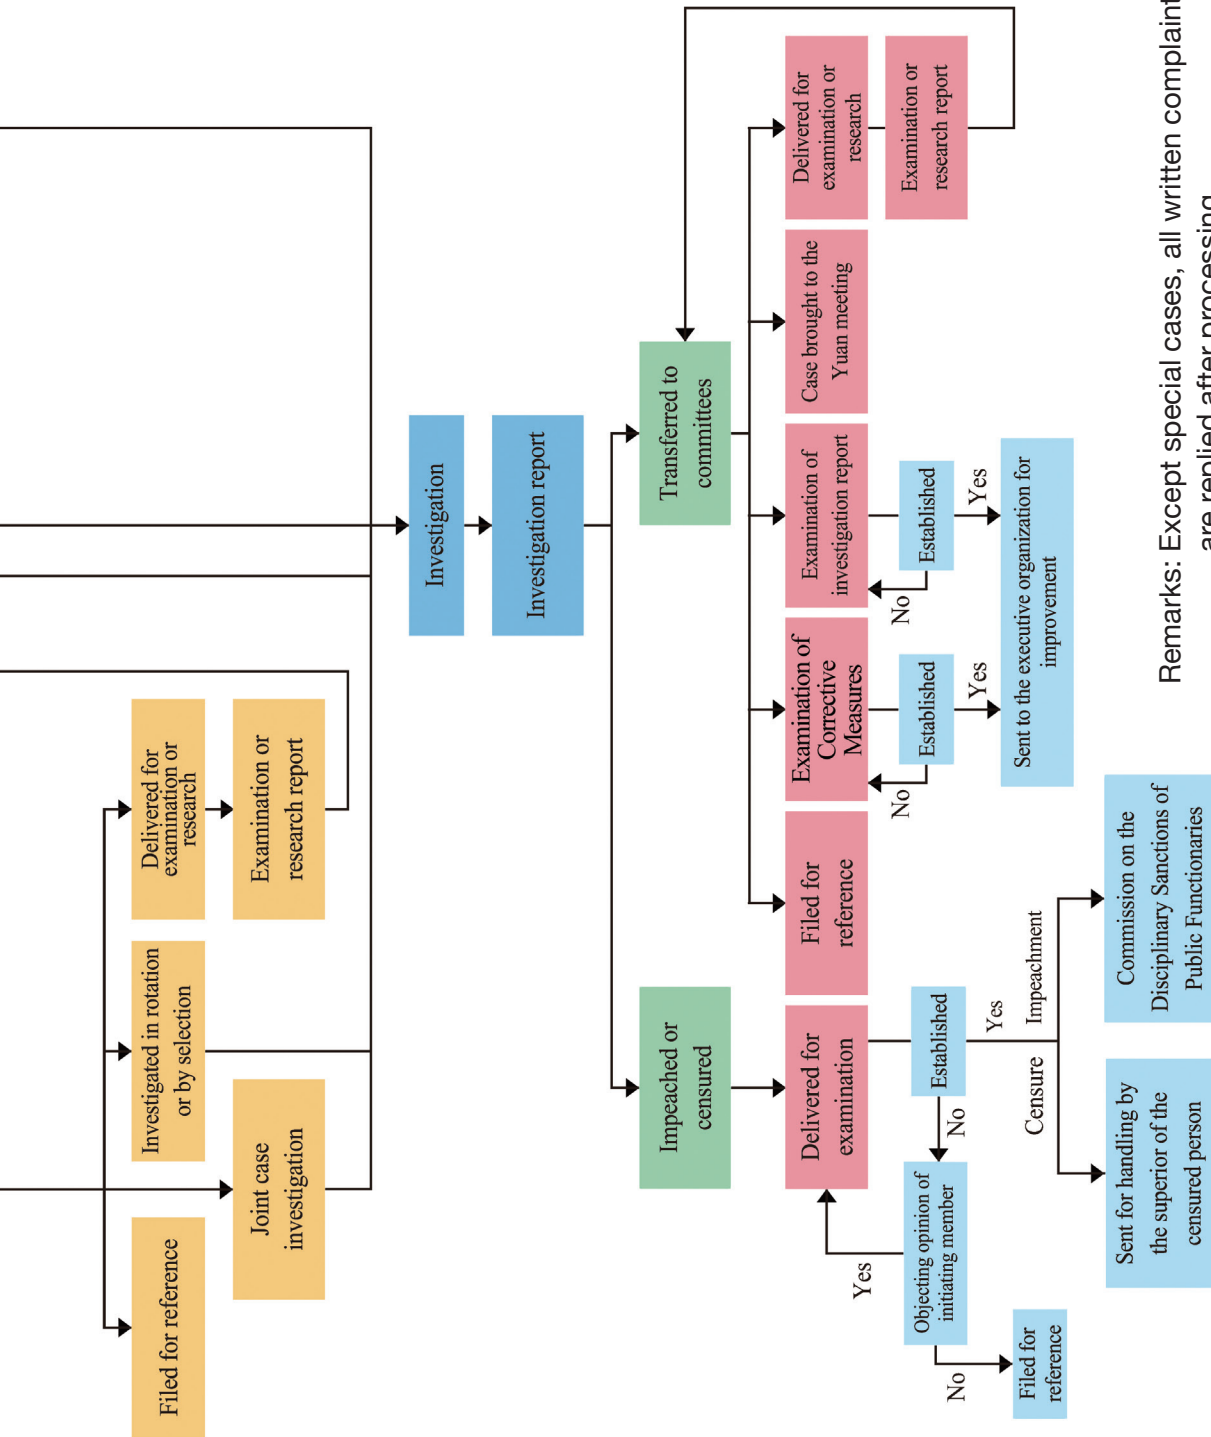 Filed for reference
Investigated in rotation
or by selection
Delivered for
examination or
research
Joint case
investigation
Examination or
research report
Investigation
Investigation report
Impeached or
censured
Transferred to
committees
Delivered for
examination
Filed for
reference
Examination of
Corrective
Measures
Examination of
investigation report
Case brought to the
Yuan meeting
Delivered for
examination or
research
Examination or
research report
Yes
No
No
Objecting opinion of
initiating member
Established
Established
Established
No
No
Yes
Yes
Yes
Sent to the executive organization for
improvement
Filed for
reference
Censure
Impeachment
Sent for handling by
the superior of the
censured person
Commission on the
Disciplinary Sanctions of
Public Functionaries
Remarks: Except special cases, all written complaint
are replied after processing